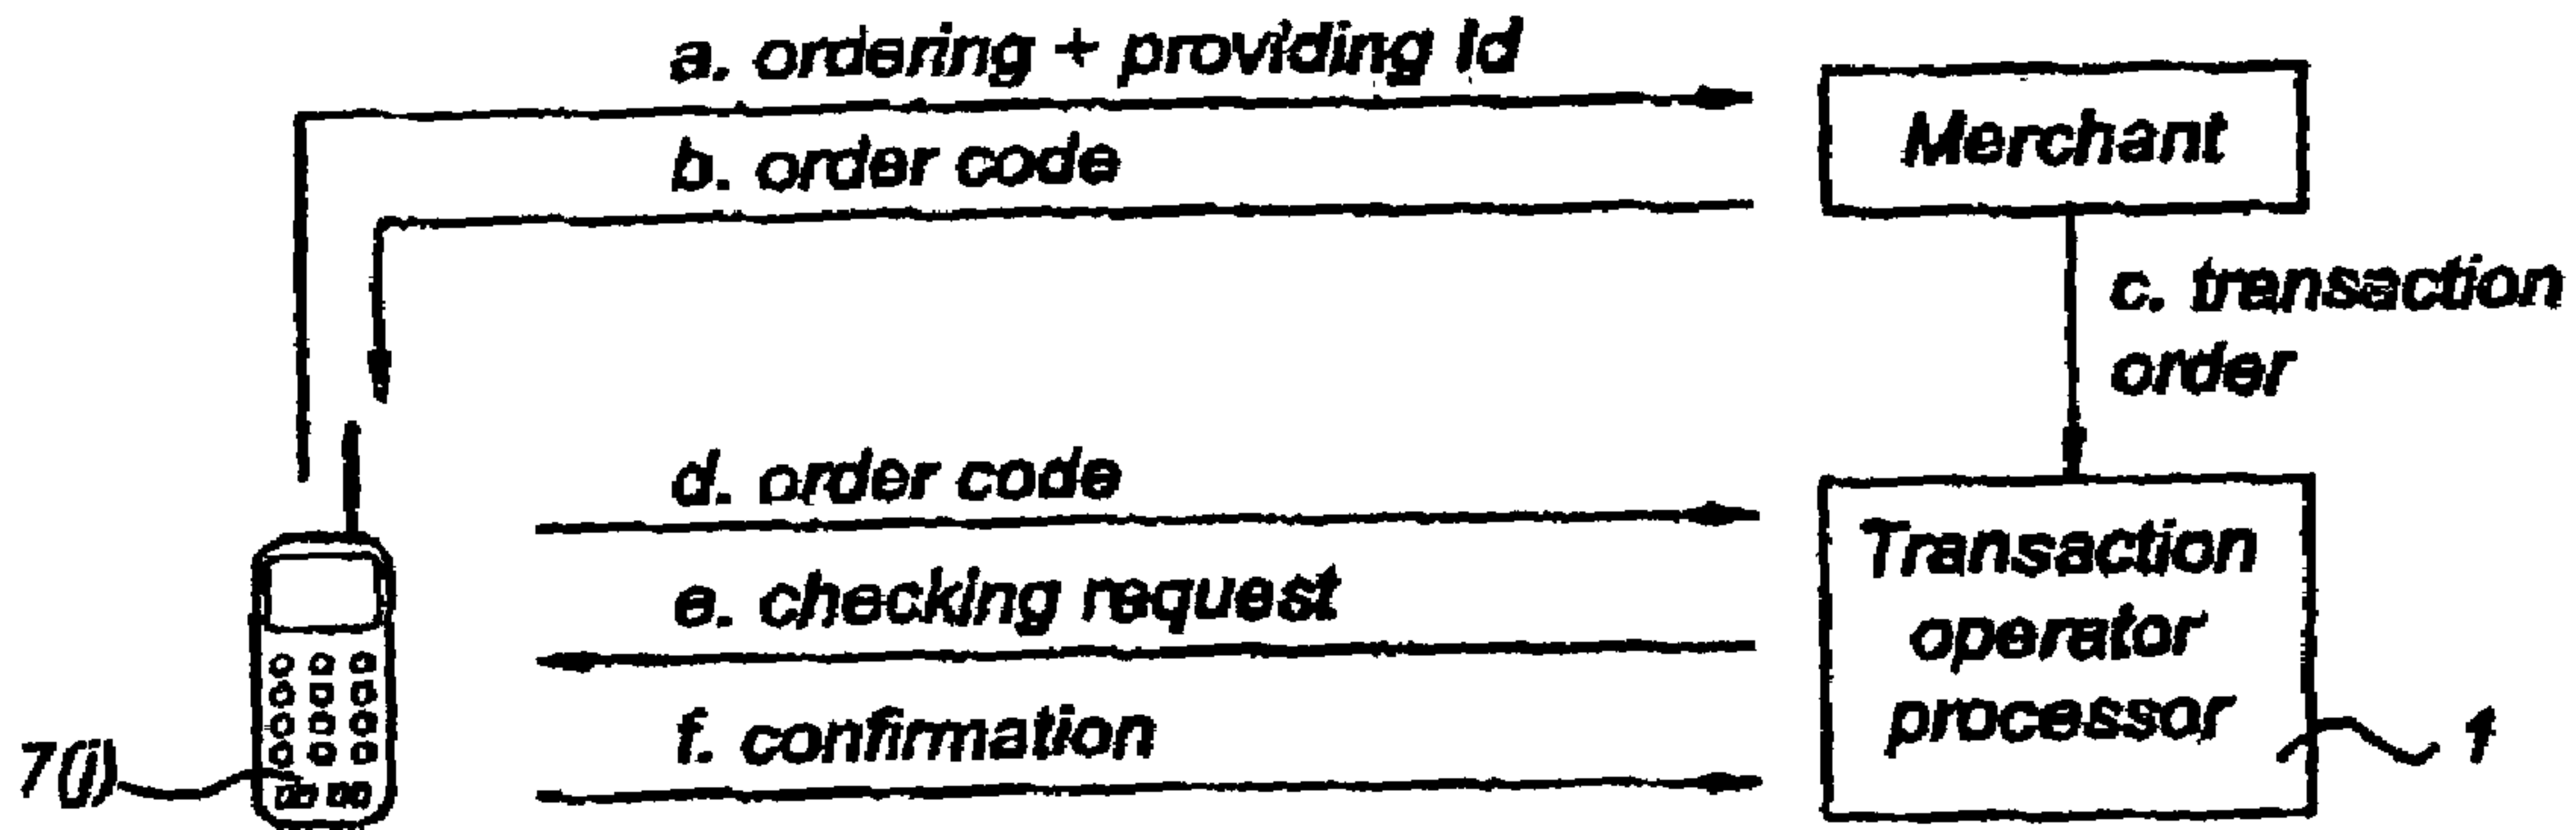 a. ordering + providing id
b. order code
Merchant
c. transaction
order
d. order code
e. checking request
f. confirmation
Transaction
operator
processor
7(j)
1